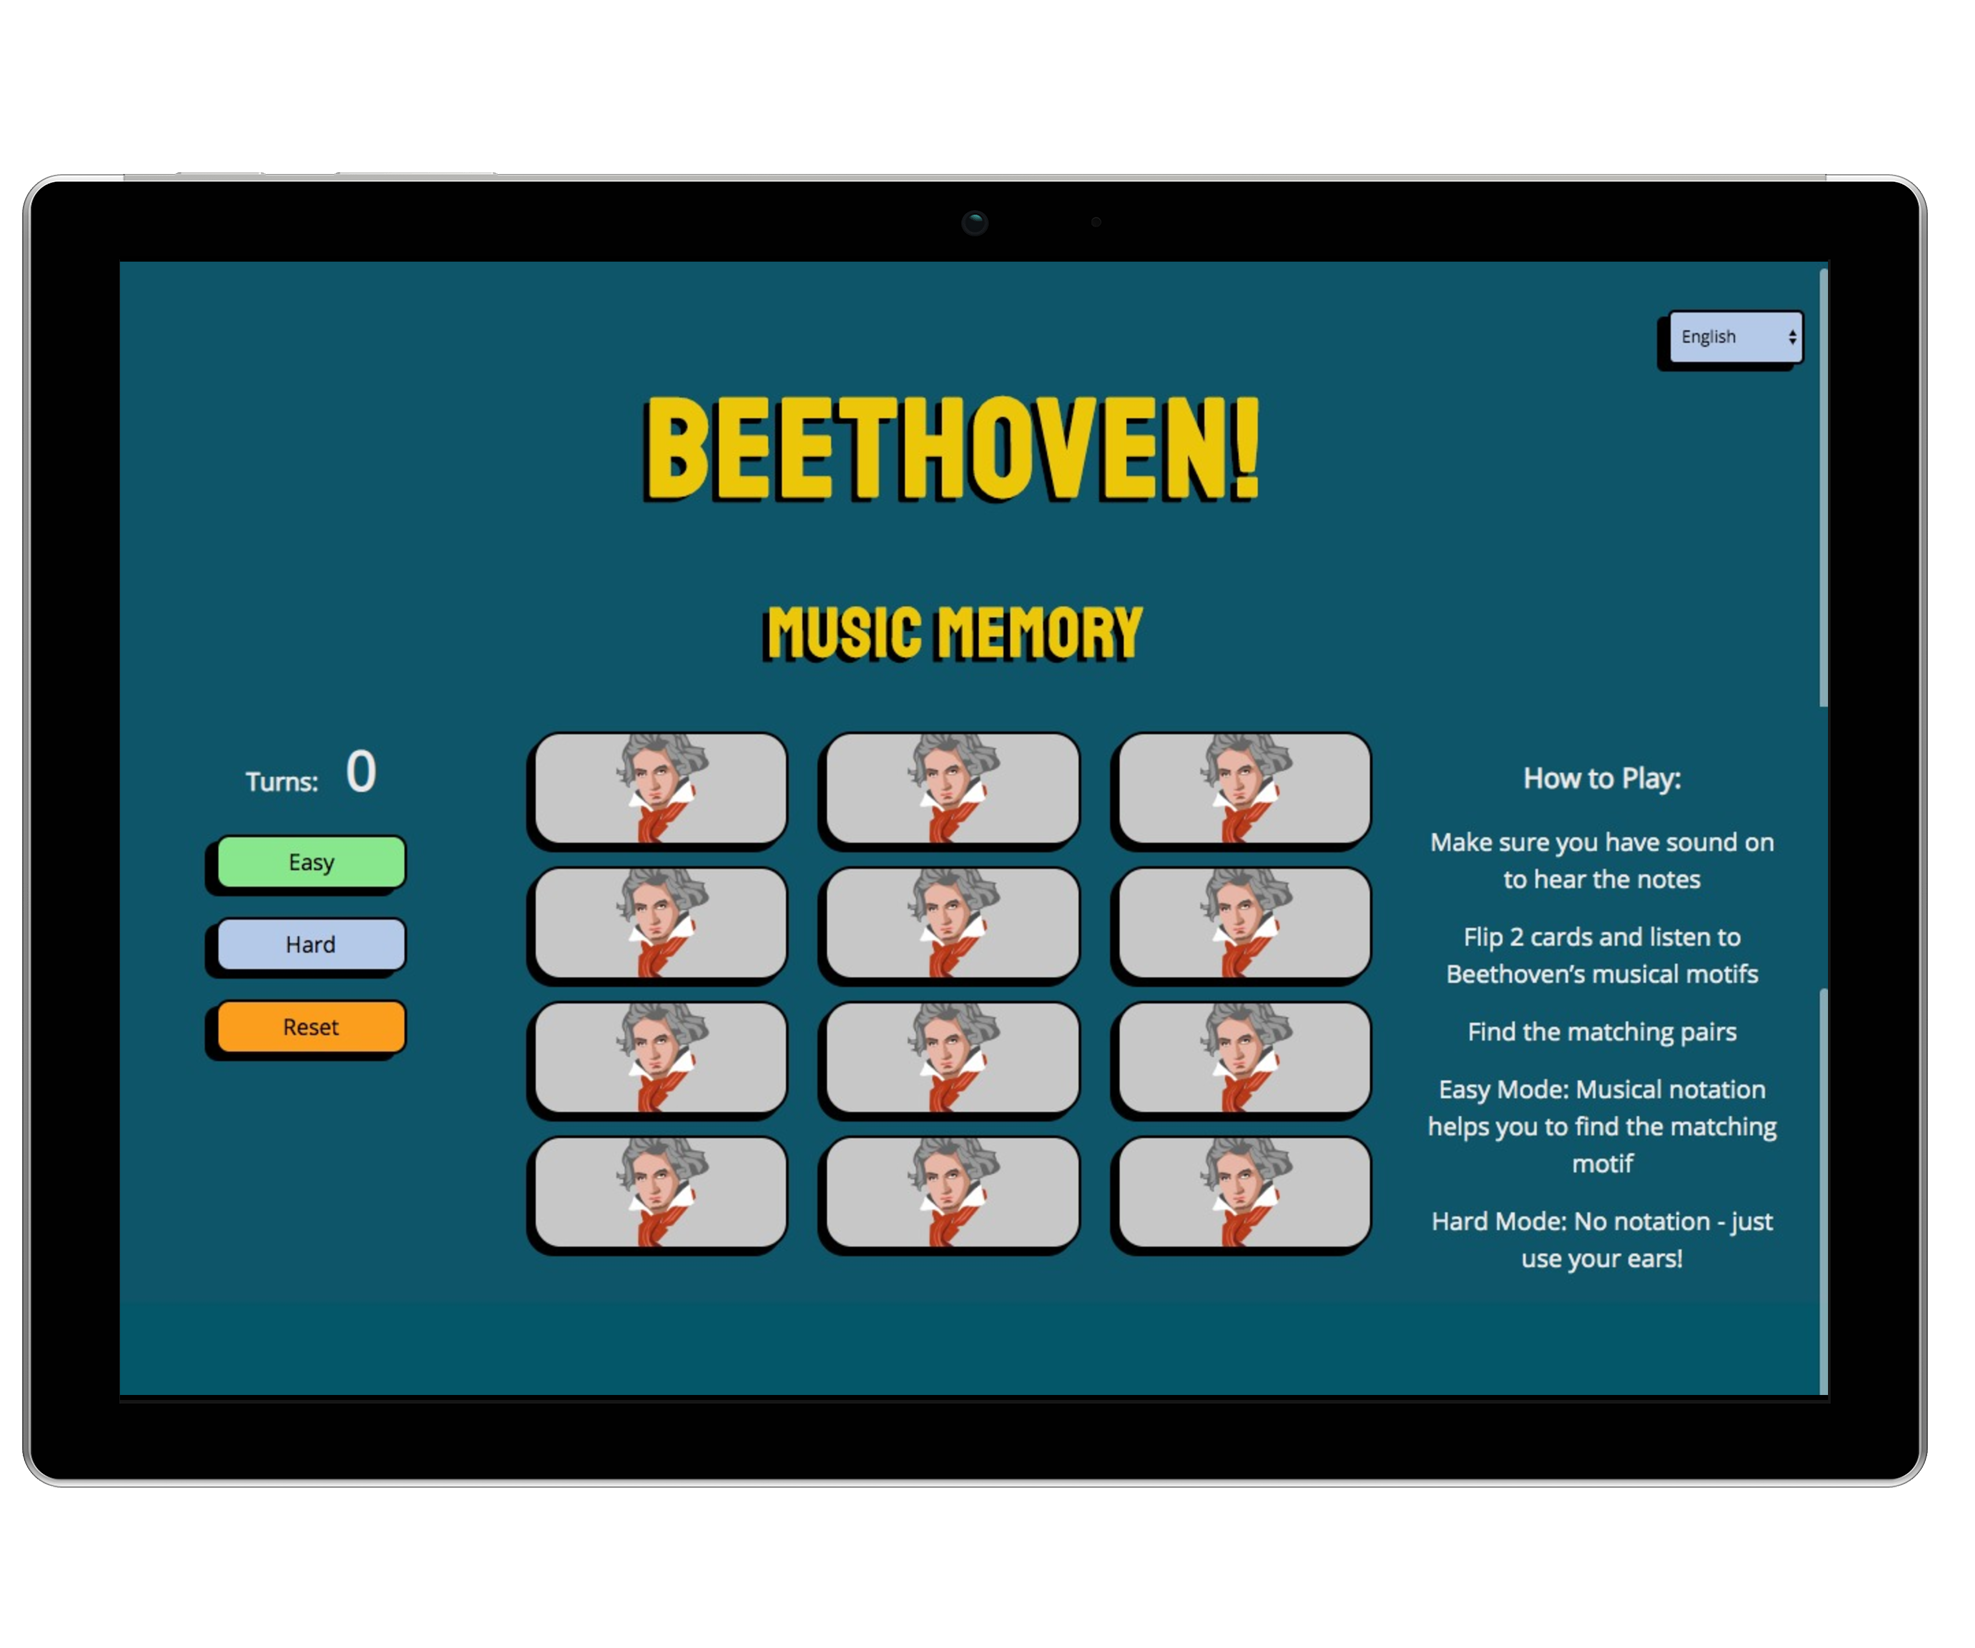 English
BEETHOVEN!
MUSIC MEMORY
Turns: 0
Easy
Hard
Reset
How to Play:
Make sure you have sound on
to hear the notes
Flip 2 cards and listen to
Beethoven’s musical motifs
Find the matching pairs
Easy Mode: Musical notation
helps you to find the matching
motif
Hard Mode: No notation - just
use your ears!